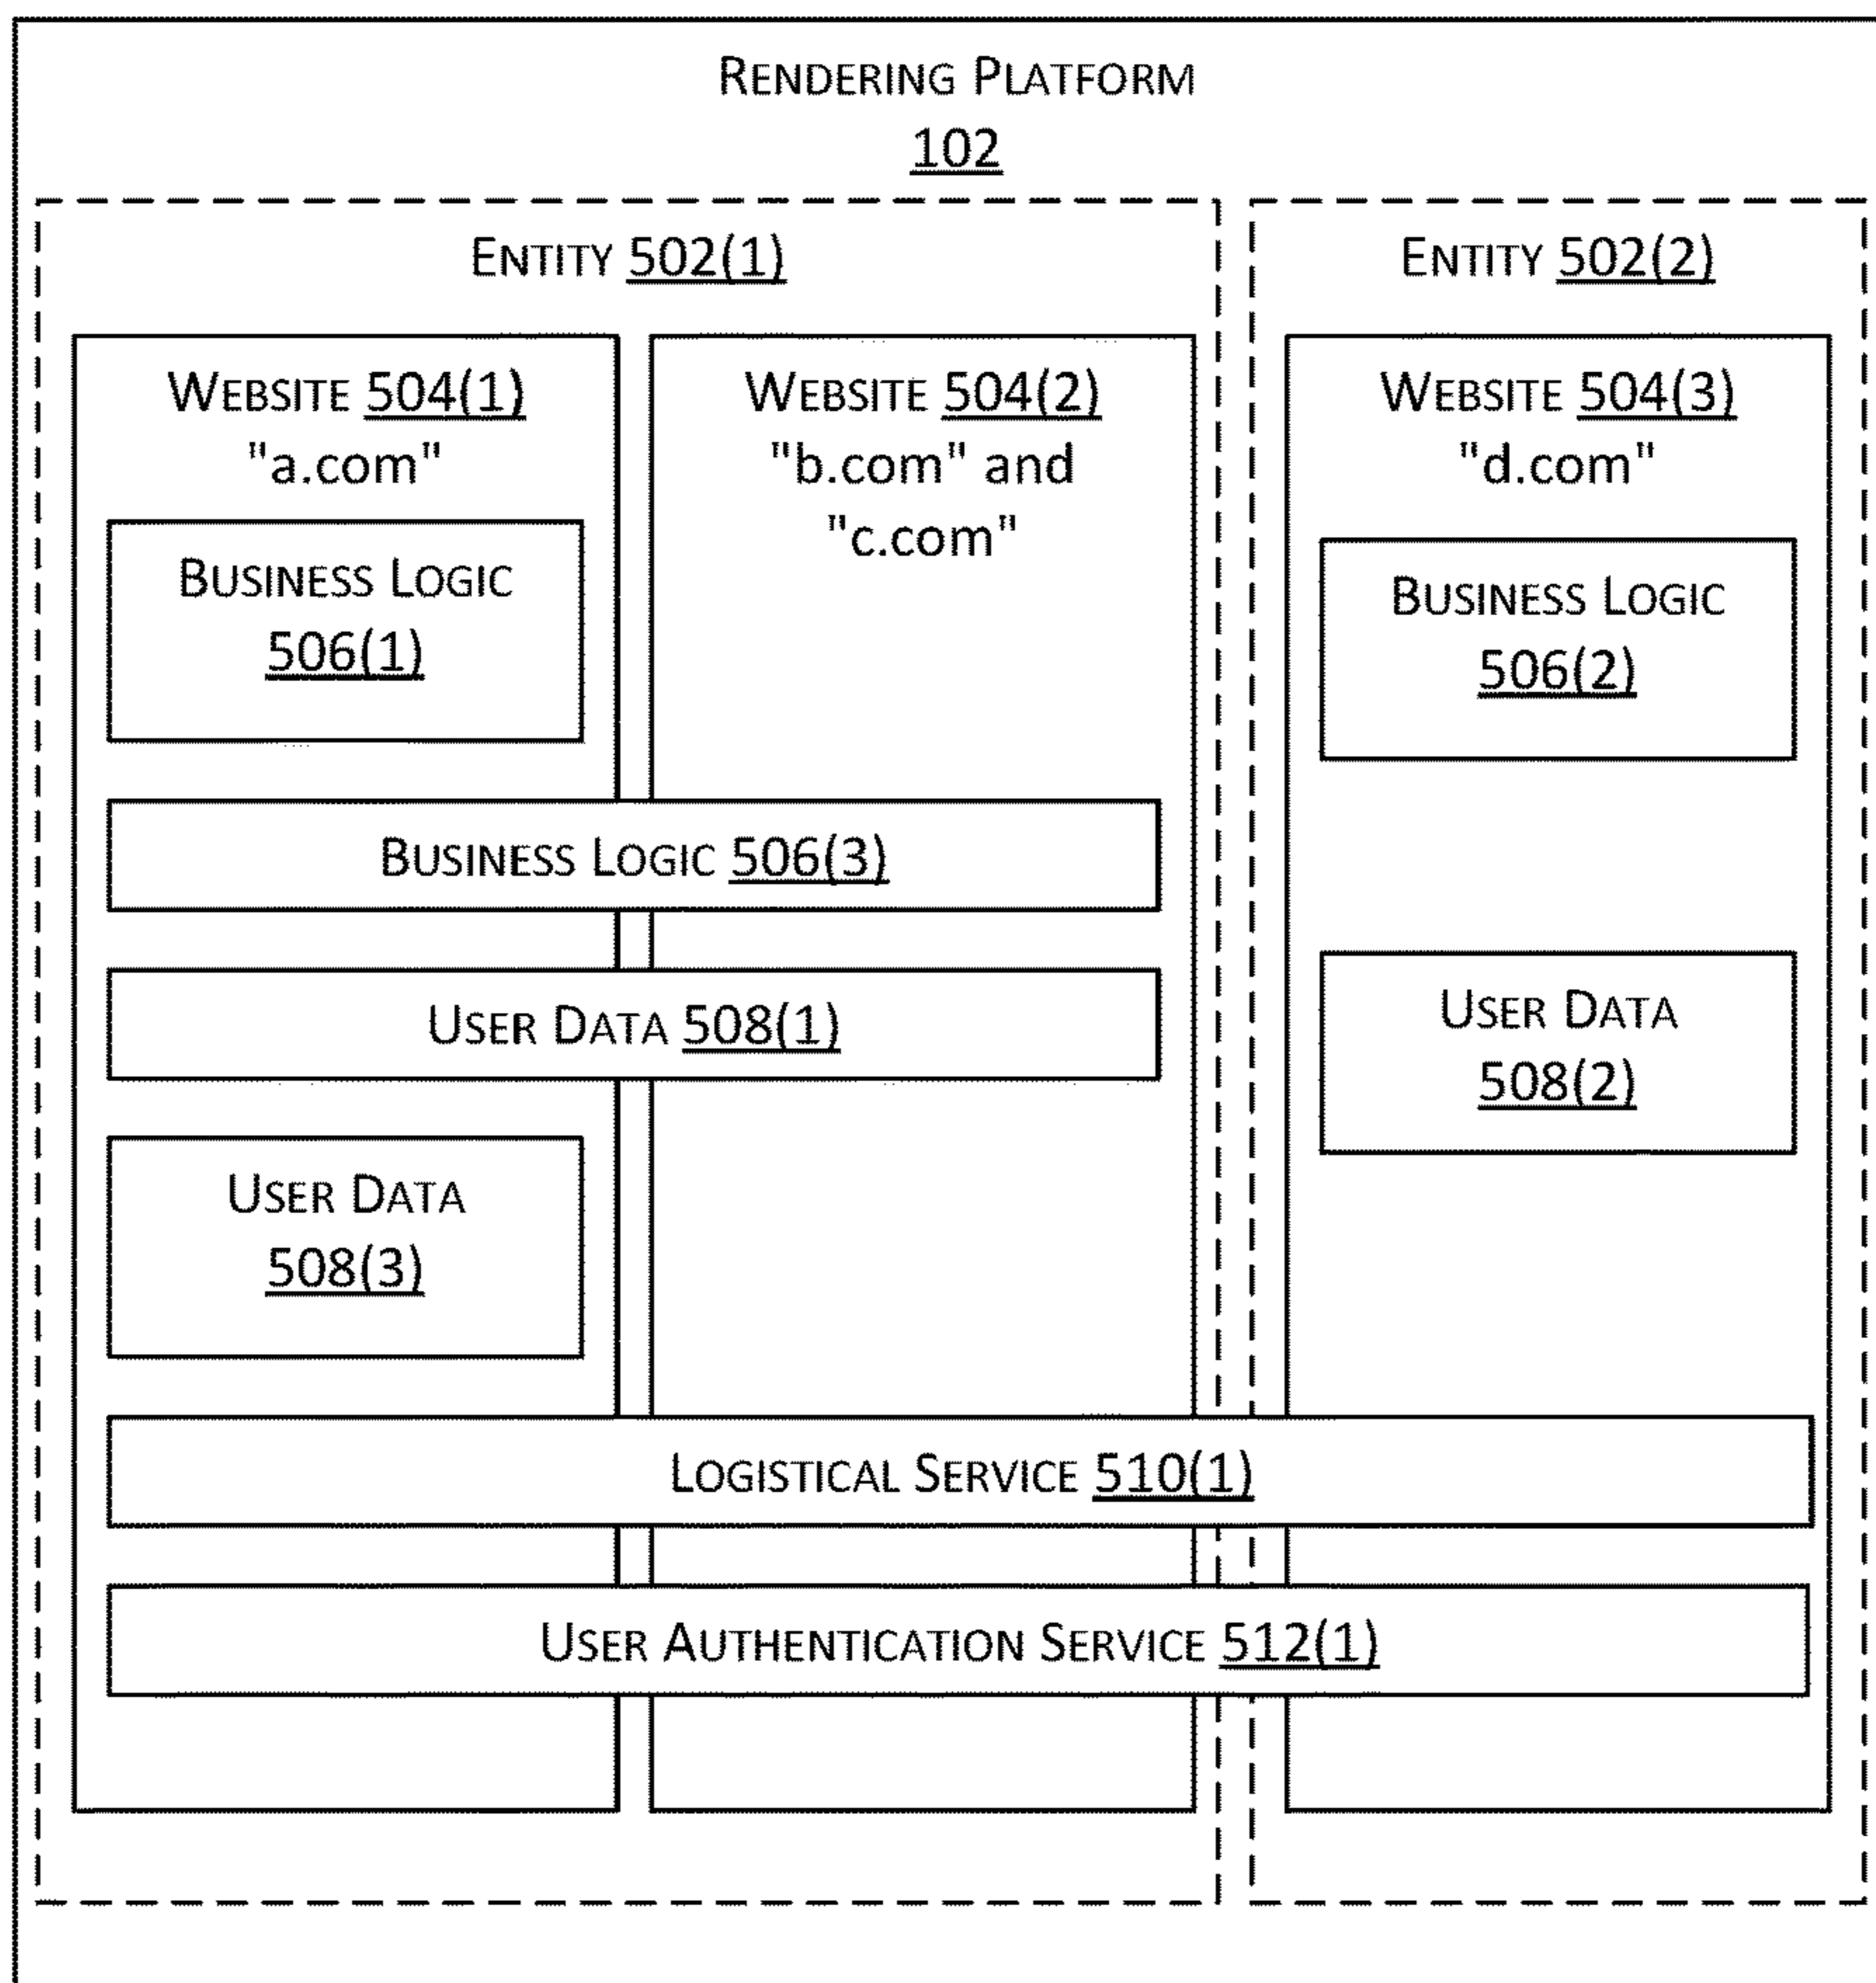 RENDERING PLATFORM
102
ENTITY 502(1)
ENTITY 502(2)
WEBSITE 504(1)
"a.com"
WEBSITE 504(2)
"b.com" and
"c.com"
WEBSITE 504(3)
"d.com"
BUSINESS LOGIC
506(1)
BUSINESS LOGIC
506(2)
BUSINESS LOGIC 506(3)
USER DATA 508(1)
USER DATA
508(2)
USER DATA
508(3)
LOGISTICAL SERVICE 510(1)
USER AUTHENTICATION SERVICE 512(1)